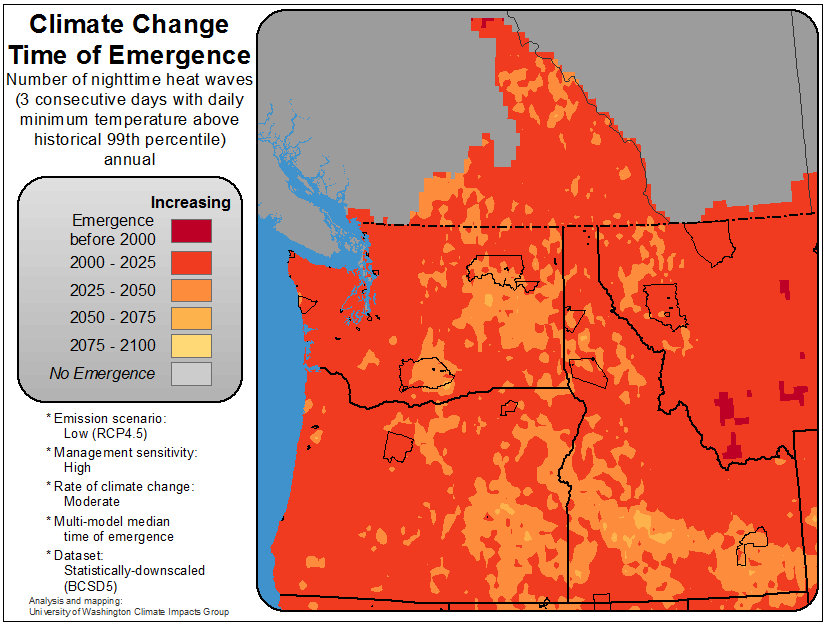 Climate Change
Time of Emergence
Number of nighttime heat waves
(3 consecutive days with daily
minimum temperature above
historical 99th percentile)
annual
Increasing
Emergence
before 2000
2000 - 2025
2025 - 2050
2050 - 2075
2075 - 2100
No Emergence
* Emission scenario:
Low (RCP4.5)
* Management sensitivity:
High
* Rate of climate change:
Moderate
* Multi-model median
time of emergence
* Dataset:
Statistically-downscaled
(BCSD5)
Analysis and mapping:
University of Washington Climate Impacts Group